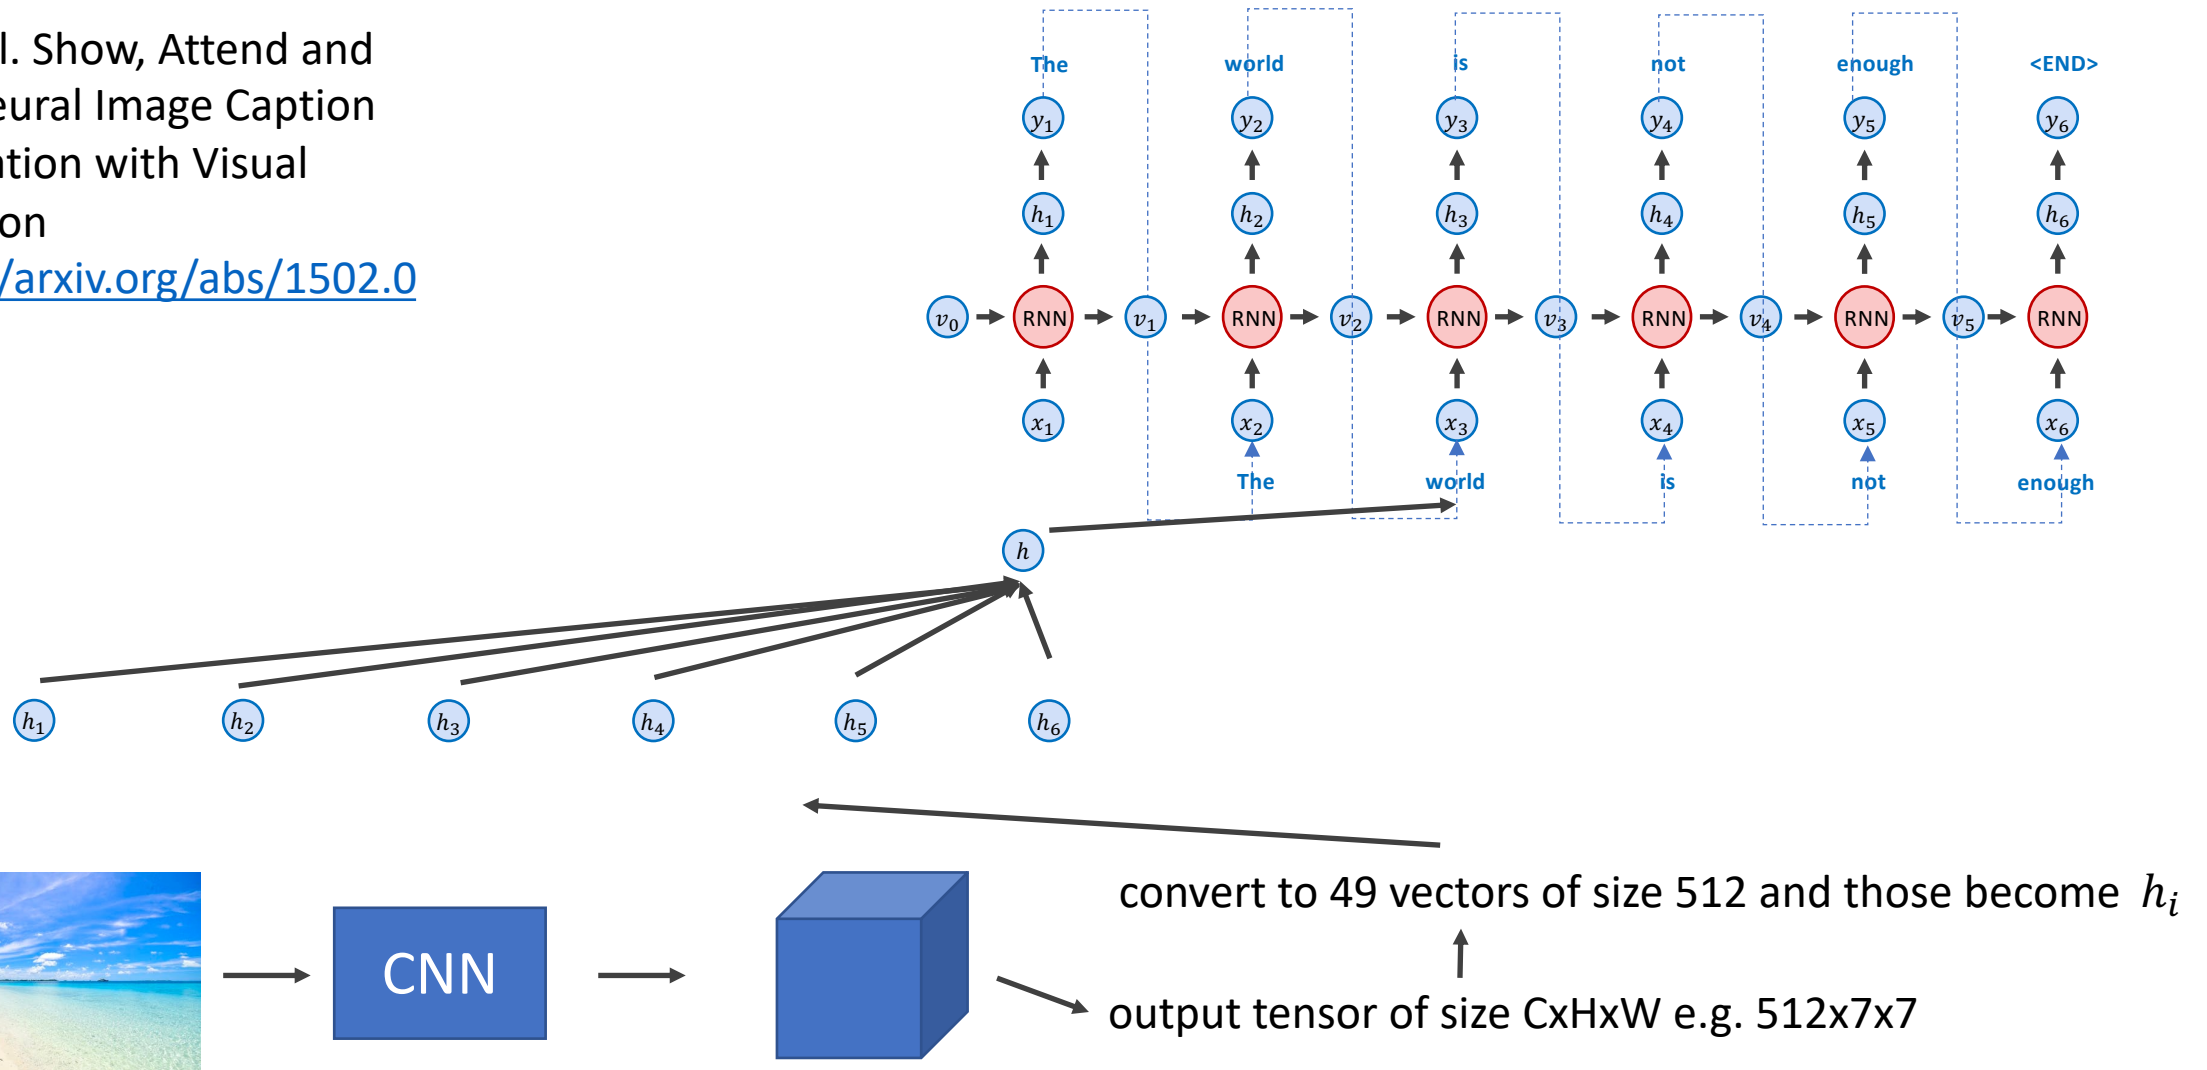 l. Show, Attend and
eural Image Caption
ation with Visual
on
/arxiv.org/abs/1502.0
The world is not enough <END>
y₁ y₂ y₃ y₄ y₅ y₆
h₁ h₂ h₃ h₄ h₅ h₆
v₀ RNN v₁ RNN v₂ RNN v₃ RNN v₄ RNN v₅ RNN
x₁ x₂ x₃ x₄ x₅ x₆
The world is not enough
h
h₁ h₂ h₃ h₄ h₅ h₆
convert to 49 vectors of size 512 and those become hᵢ
CNN
output tensor of size CxHxW e.g. 512x7x7